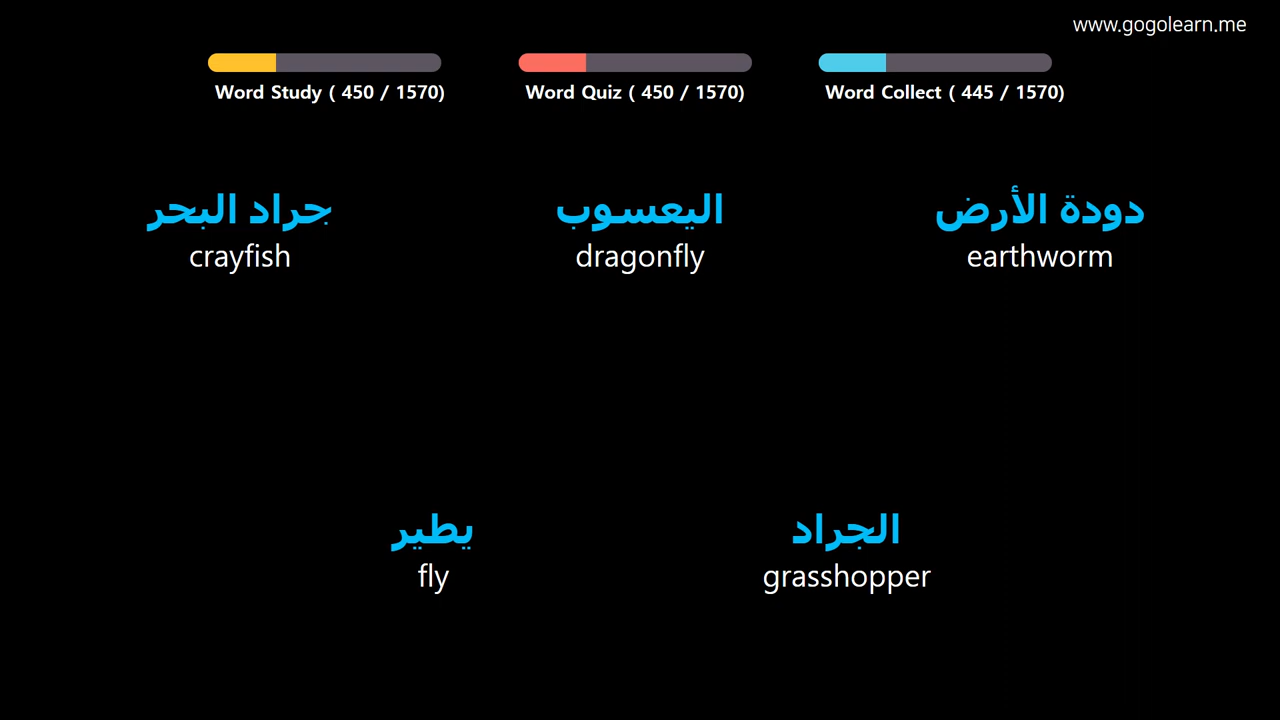 www.gogolearn.me
Word Study ( 450 / 1570)
Word Quiz ( 450 / 1570)
Word Collect ( 445 / 1570)
جراد البحر
crayfish
اليعسوب
dragonfly
دودة الأرض
earthworm
يطير
fly
الجراد
grasshopper